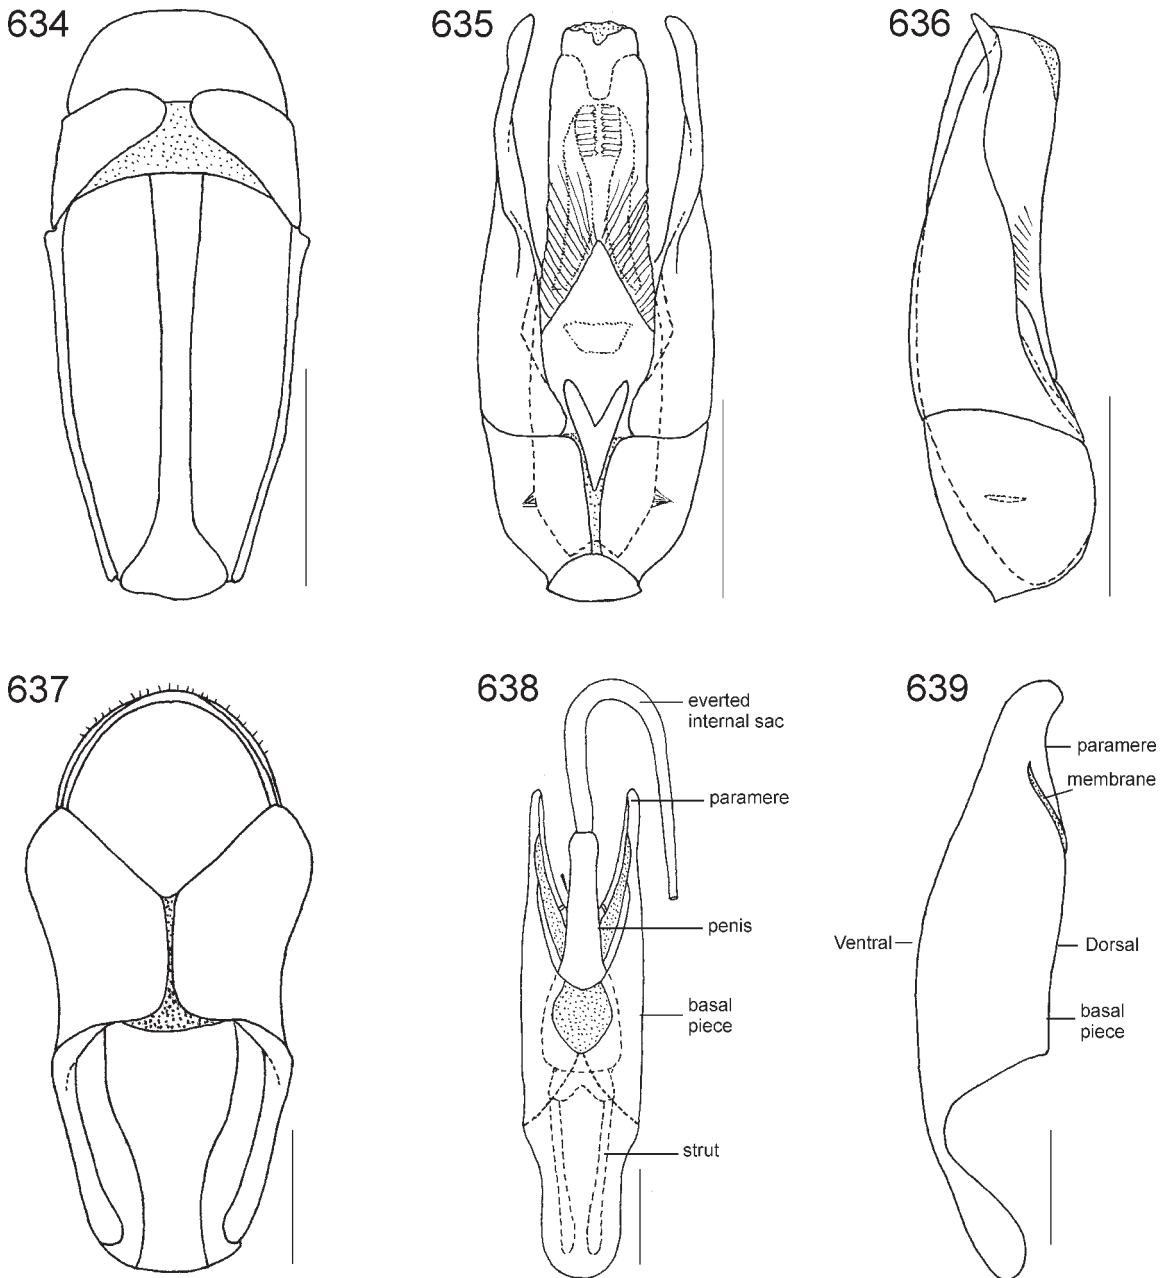 634
635
636
637
638
everted
internal sac
paramere
penis
basal
piece
strut
639
paramere
membrane
Ventral
Dorsal
basal
piece